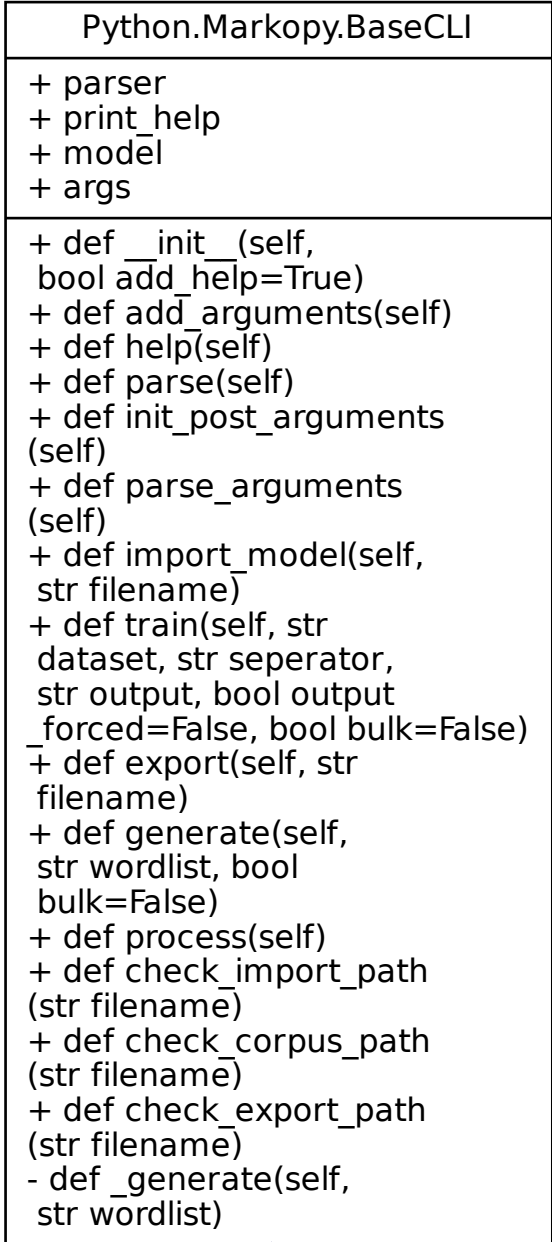 Python.Markopy.BaseCLI
+ parser
+ print_help
+ model
+ args
+ def __init__(self,
bool add_help=True)
+ def add_arguments(self)
+ def help(self)
+ def parse(self)
+ def init_post_arguments
(self)
+ def parse_arguments
(self)
+ def import_model(self,
str filename)
+ def train(self, str
dataset, str seperator,
str output, bool output
_forced=False, bool bulk=False)
+ def export(self, str
filename)
+ def generate(self,
str wordlist, bool
bulk=False)
+ def process(self)
+ def check_import_path
(str filename)
+ def check_corpus_path
(str filename)
+ def check_export_path
(str filename)
- def _generate(self,
str wordlist)